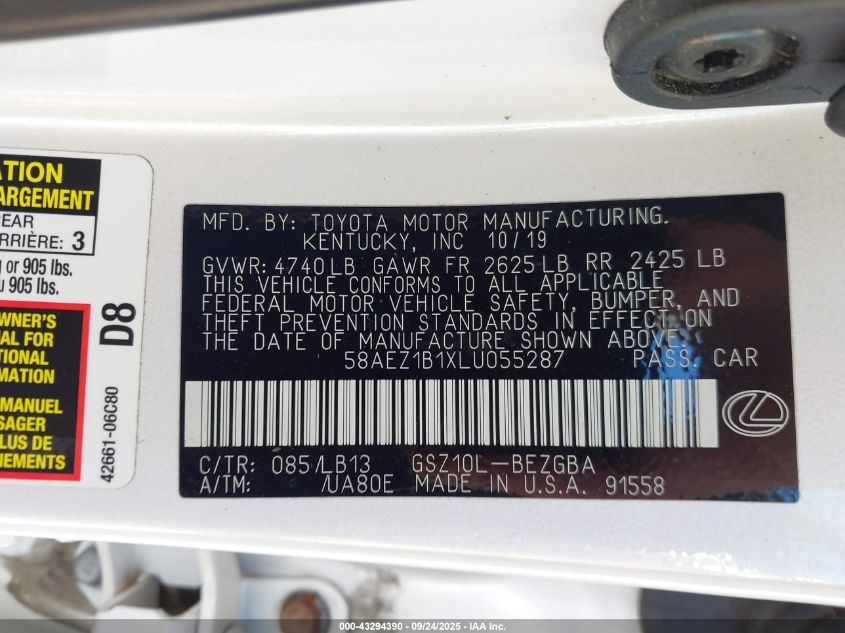 ATION
ARGEMENT
REAR
ARRIÈRE: 3
g or 905 lbs.
u 905 lbs.
WNER'S
AL FOR
TIONAL
RMATION
MANUEL
SAGER
LUS DE
NEMENTS
D8
42661-06C80
MFD. BY: TOYOTA MOTOR MANUFACTURING.
KENTUCKY, INC 10/19
GVWR: 4740LB GAWR FR 2625LB RR 2425 LB
THIS VEHICLE CONFORMS TO ALL APPLICABLE
FEDERAL MOTOR VEHICLE SAFETY, BUMPER, AND
THEFT PREVENTION STANDARDS IN EFFECT ON
THE DATE OF MANUFACTURE SHOWN ABOVE.
58AEZ1B1XLU055287 PASS. CAR
C/TR: 085/LB13 GSZ10L-BEZGBA
A/TM: /UA80E MADE IN U.S.A. 91558
000-43294390 - 09/24/2025 - IAA Inc.